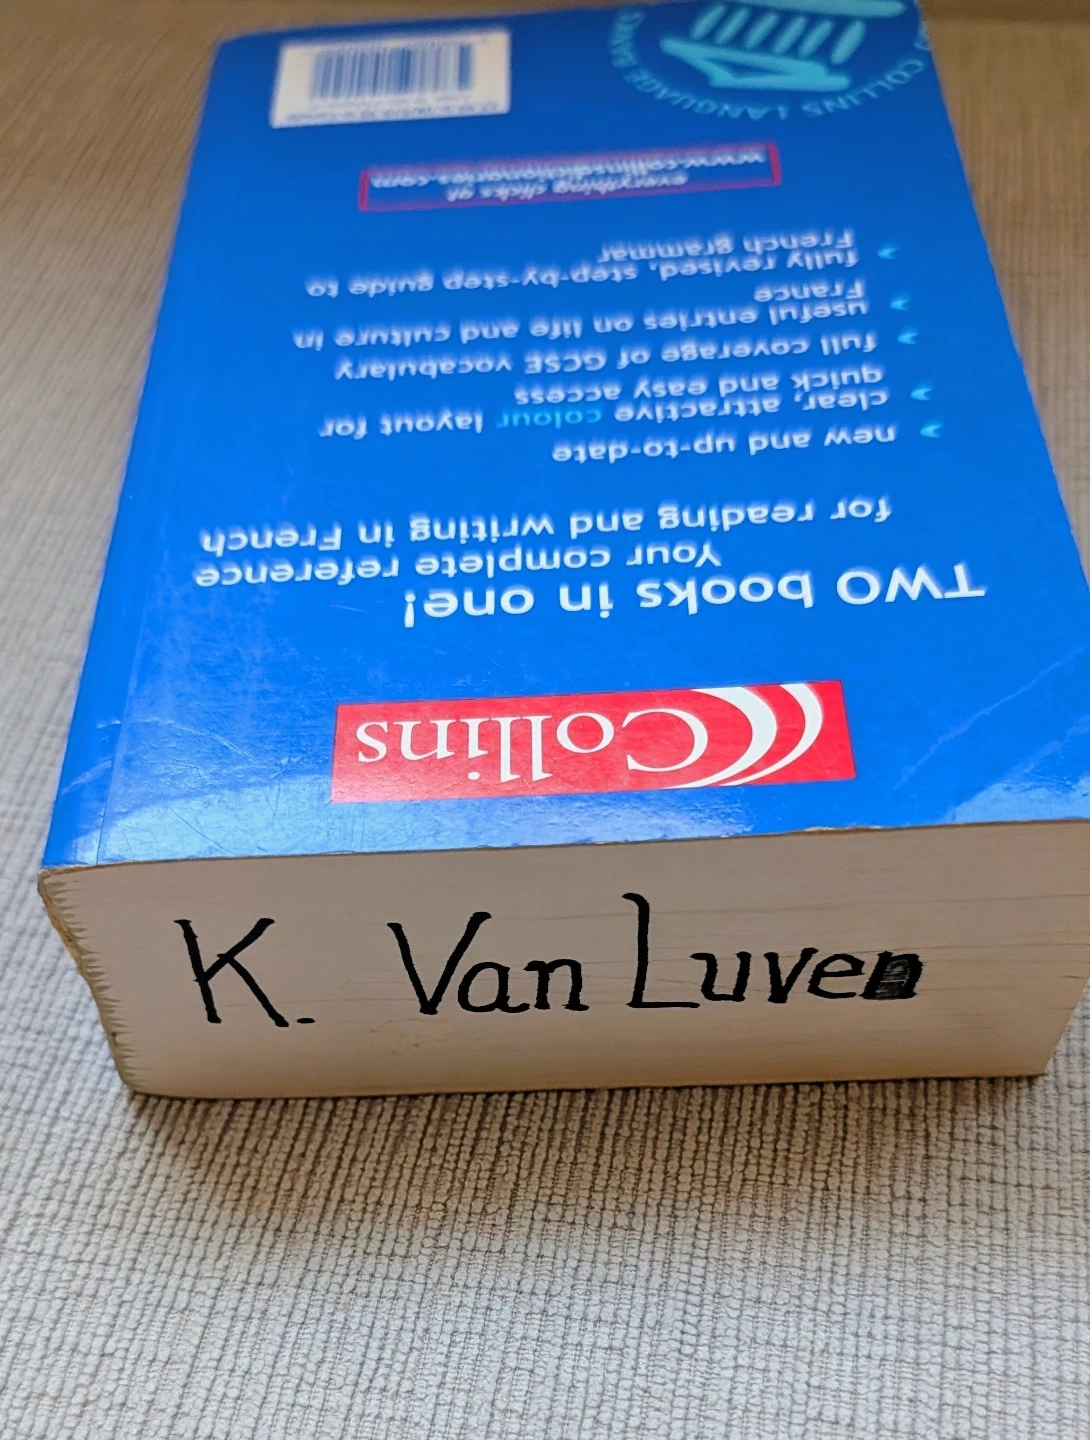 Collins
TWO books in one!
Your complete reference
for reading and writing in French
new and up-to-date
clear, attractive colour layout for
quick and easy access
full coverage of GCSE vocabulary
useful entries on life and culture in
France
fully revised, step-by-step guide to
French grammar
everything clicks at
www.collinsdictionaries.com
COLLINS LANGUAGE
K. Van Luven